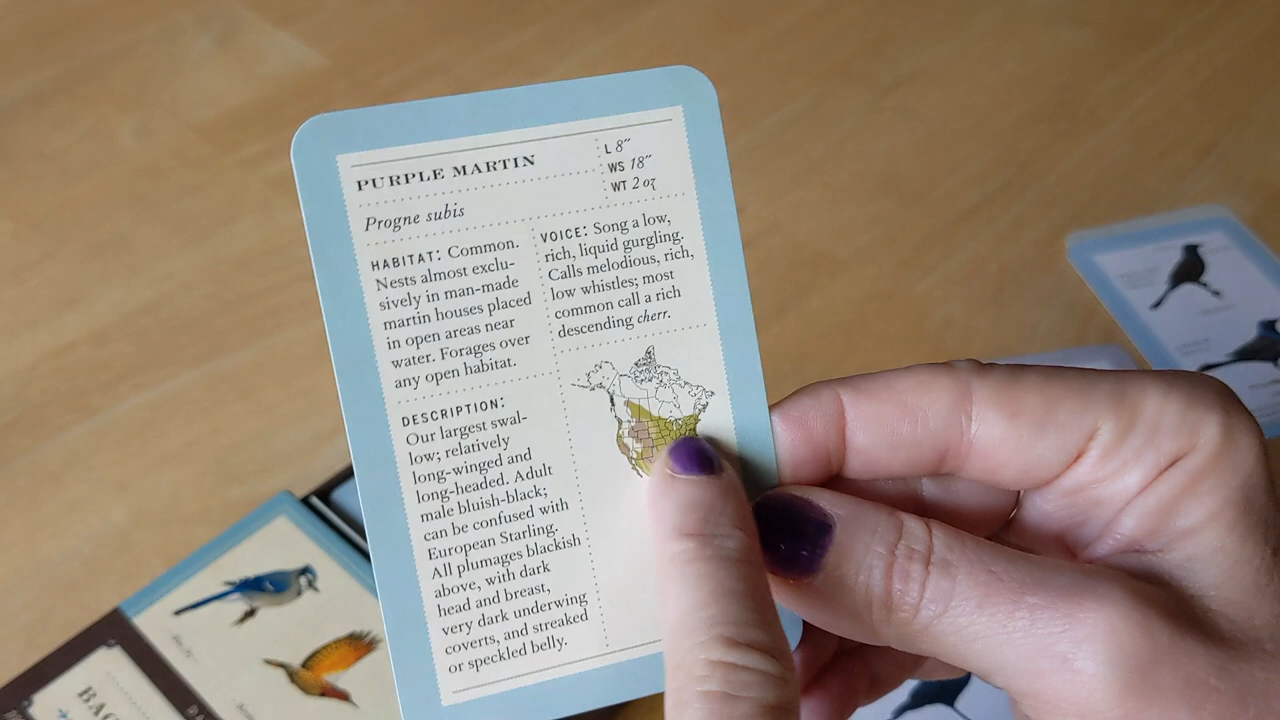 PURPLE MARTIN
L 8"
WS 18"
WT 2 oz
Progne subis
HABITAT: Common.
Nests almost exclu-
sively in man-made
martin houses placed
in open areas near
water. Forages over
any open habitat.
DESCRIPTION:
Our largest swal-
low; relatively
long-winged and
long-headed. Adult
male bluish-black;
can be confused with
European Starling.
All plumages blackish
above, with dark
head and breast,
very dark underwing
coverts, and streaked
or speckled belly.
VOICE: Song a low,
rich, liquid gurgling.
Calls melodious, rich,
low whistles; most
common call a rich
descending cherr.